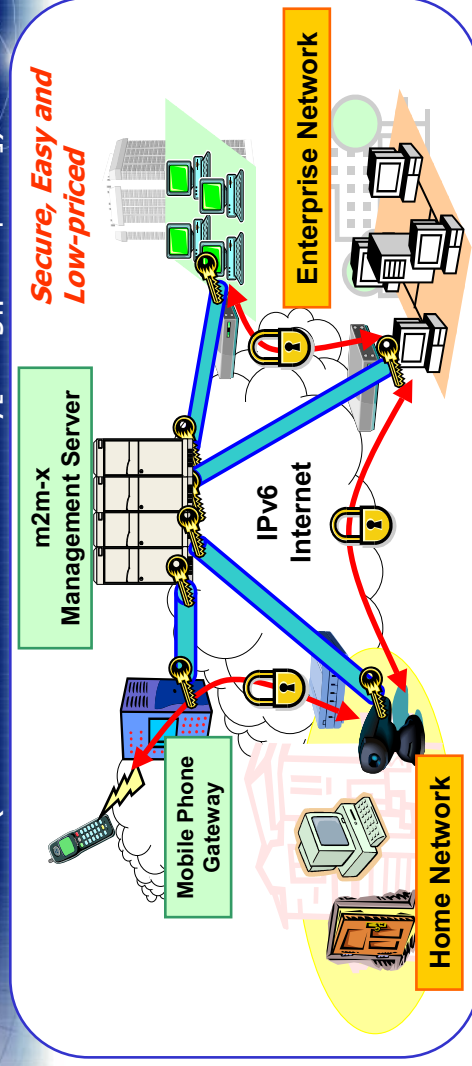 m2m-x
Management Server
Secure, Easy and
Low-priced
Mobile Phone
Gateway
IPv6
Internet
Enterprise Network
Home Network